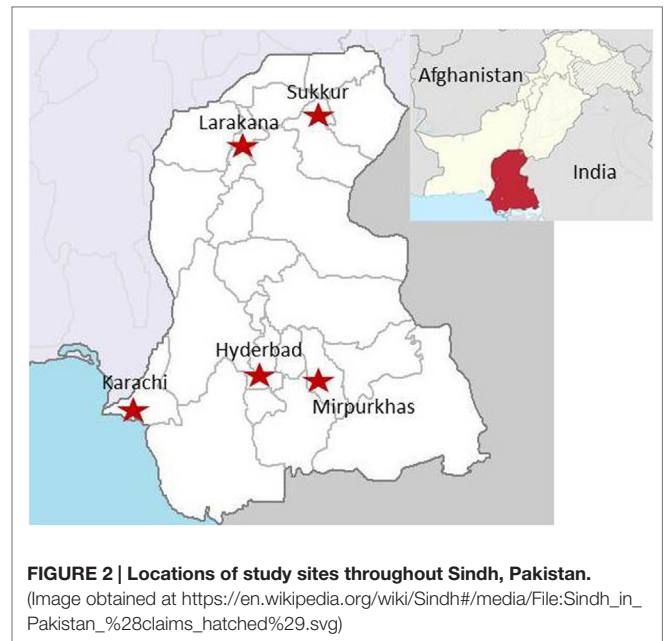 Afghanistan
Sukkur
Larakana
India
Hyderbad
Karachi
Mirpurkhas
FIGURE 2 | Locations of study sites throughout Sindh, Pakistan.
(Image obtained at https://en.wikipedia.org/wiki/Sindh#/media/File:Sindh_in_
Pakistan_%28claims_hatched%29.svg)